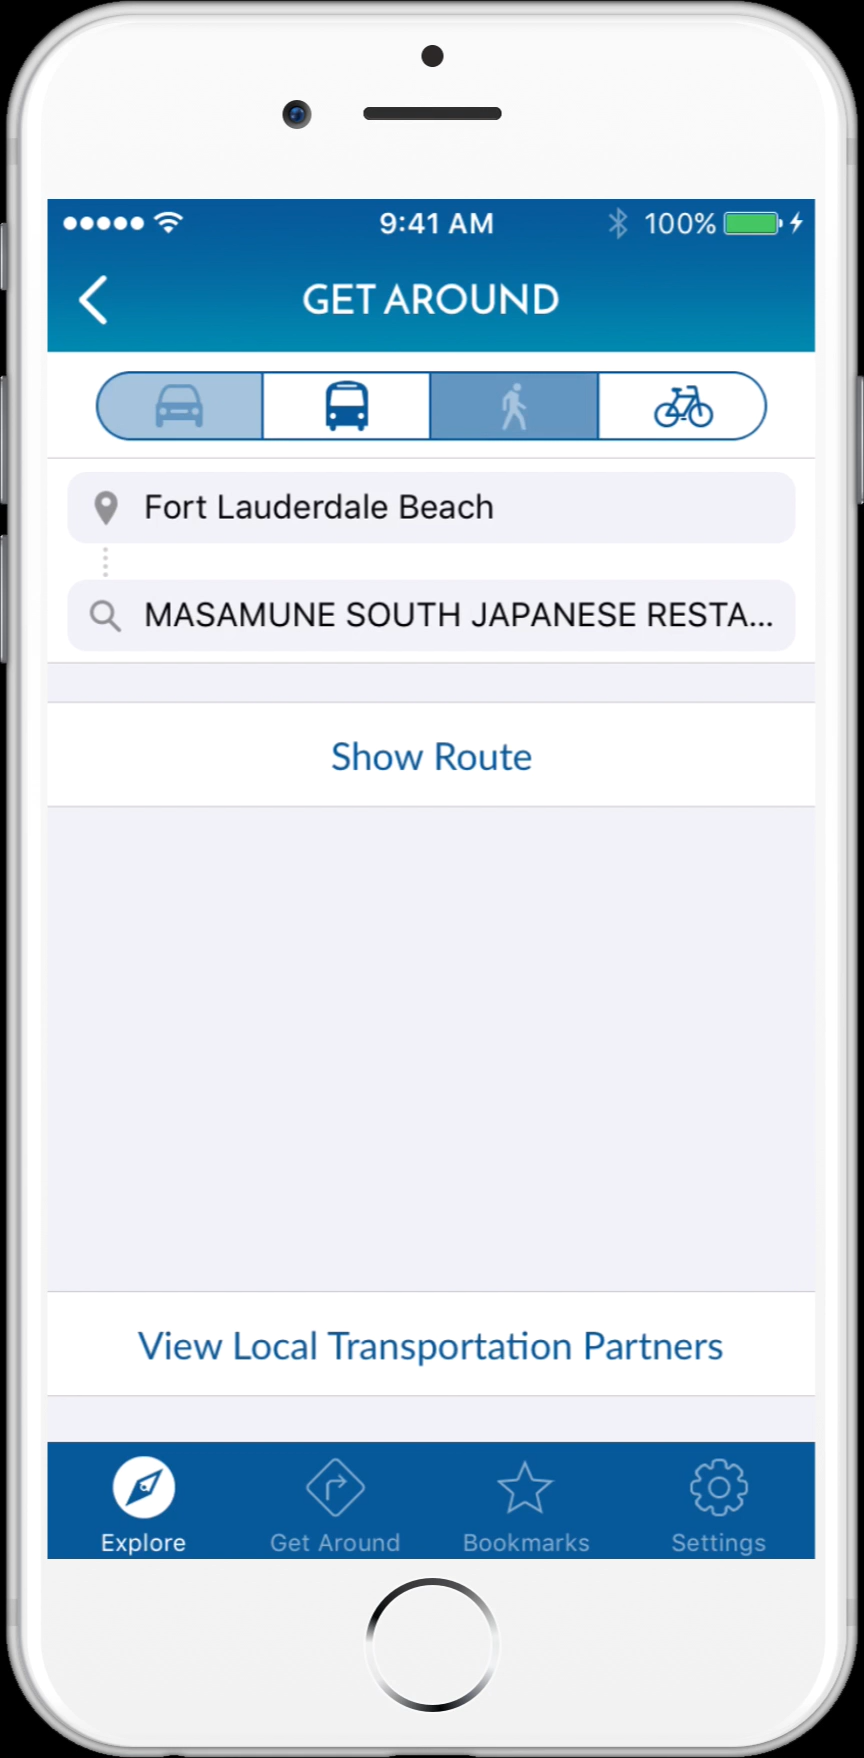 9:41 AM
100%
GET AROUND
Fort Lauderdale Beach
MASAMUNE SOUTH JAPANESE RESTA...
Show Route
View Local Transportation Partners
Explore
Get Around
Bookmarks
Settings